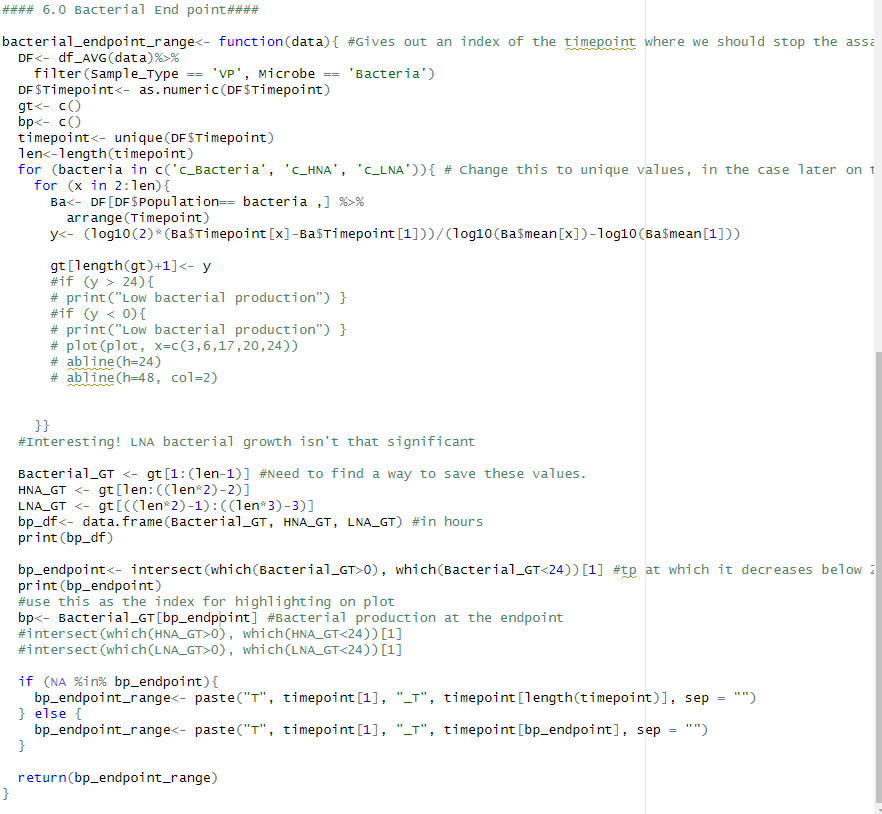 #### 6.0 Bacterial End point####
bacterial_endpoint_range<- function(data){ #Gives out an index of the timepoint where we should stop the
DF<- df_AVG(data)%>%
filter(Sample_Type == 'VP', Microbe == 'Bacteria')
DF$Timepoint<- as.numeric(DF$Timepoint)
gt<- c()
bp<- c()
timepoint<- unique(DF$Timepoint)
len<-length(timepoint)
for (bacteria in c('c_Bacteria', 'c_HNA', 'c_LNA')){ # Change this to unique values, in the case later on
for (x in 2:len){
Ba<- DF[DF$Population== bacteria ,] %>%
arrange(Timepoint)
y<- (log10(2)*(Ba$Timepoint[x]-Ba$Timepoint[1]))/(log10(Ba$mean[x])-log10(Ba$mean[1]))
gt[length(gt)+1]<- y
#if (y > 24){
# print("Low bacterial production") }
#if (y < 0){
# print("Low bacterial production") }
# plot(plot, x=c(3,6,17,20,24))
# abline(h=24)
# abline(h=48, col=2)
}}
#Interesting! LNA bacterial growth isn't that significant
Bacterial_GT <- gt[1:(len-1)] #Need to find a way to save these values.
HNA_GT <- gt[len:((len*2)-2)]
LNA_GT <- gt[((len*2)-1):((len*3)-3)]
bp_df<- data.frame(Bacterial_GT, HNA_GT, LNA_GT) #in hours
print(bp_df)
bp_endpoint<- intersect(which(Bacterial_GT>0), which(Bacterial_GT<24))[1] #tp at which it decreases below
print(bp_endpoint)
#use this as the index for highlighting on plot
bp<- Bacterial_GT[bp_endpoint] #Bacterial production at the endpoint
#intersect(which(HNA_GT>0), which(HNA_GT<24))[1]
#intersect(which(LNA_GT>0), which(LNA_GT<24))[1]
if (NA %in% bp_endpoint){
bp_endpoint_range<- paste("T", timepoint[1], "_T", timepoint[length(timepoint)], sep = "")
} else {
bp_endpoint_range<- paste("T", timepoint[1], "_T", timepoint[bp_endpoint], sep = "")
}
return(bp_endpoint_range)
}